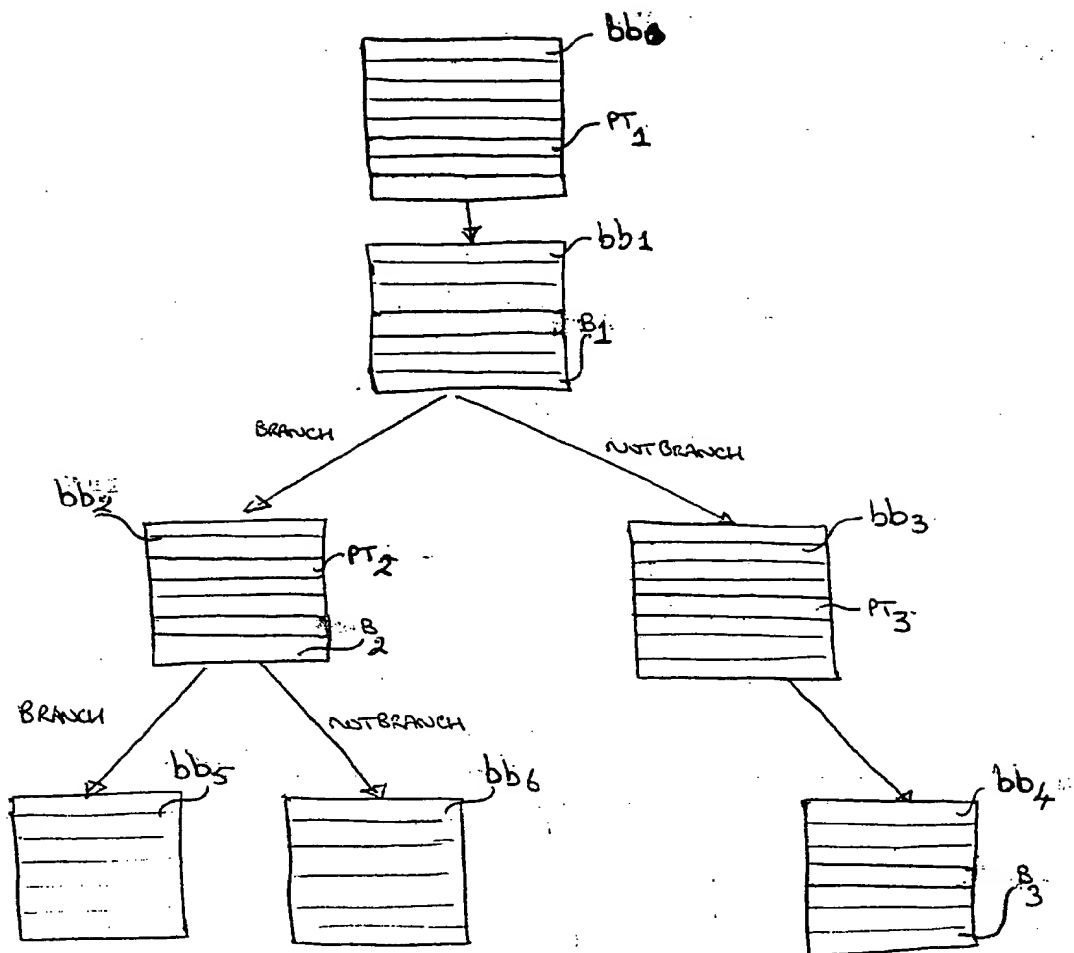 bb0
PT1
bb1
B1
BRANCH
NOTBRANCH
bb2
bb3
PT2
PT3
B2
BRANCH
NOTBRANCH
bb5
bb6
bb4
B3